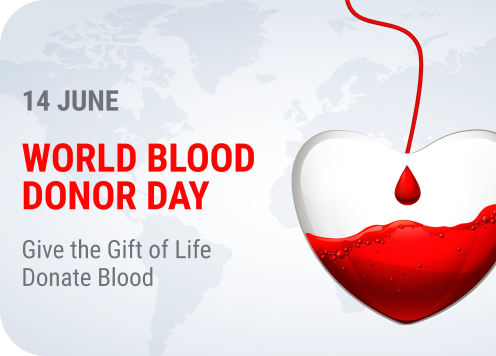 14 JUNE
WORLD BLOOD
DONOR DAY
Give the Gift of Life
Donate Blood